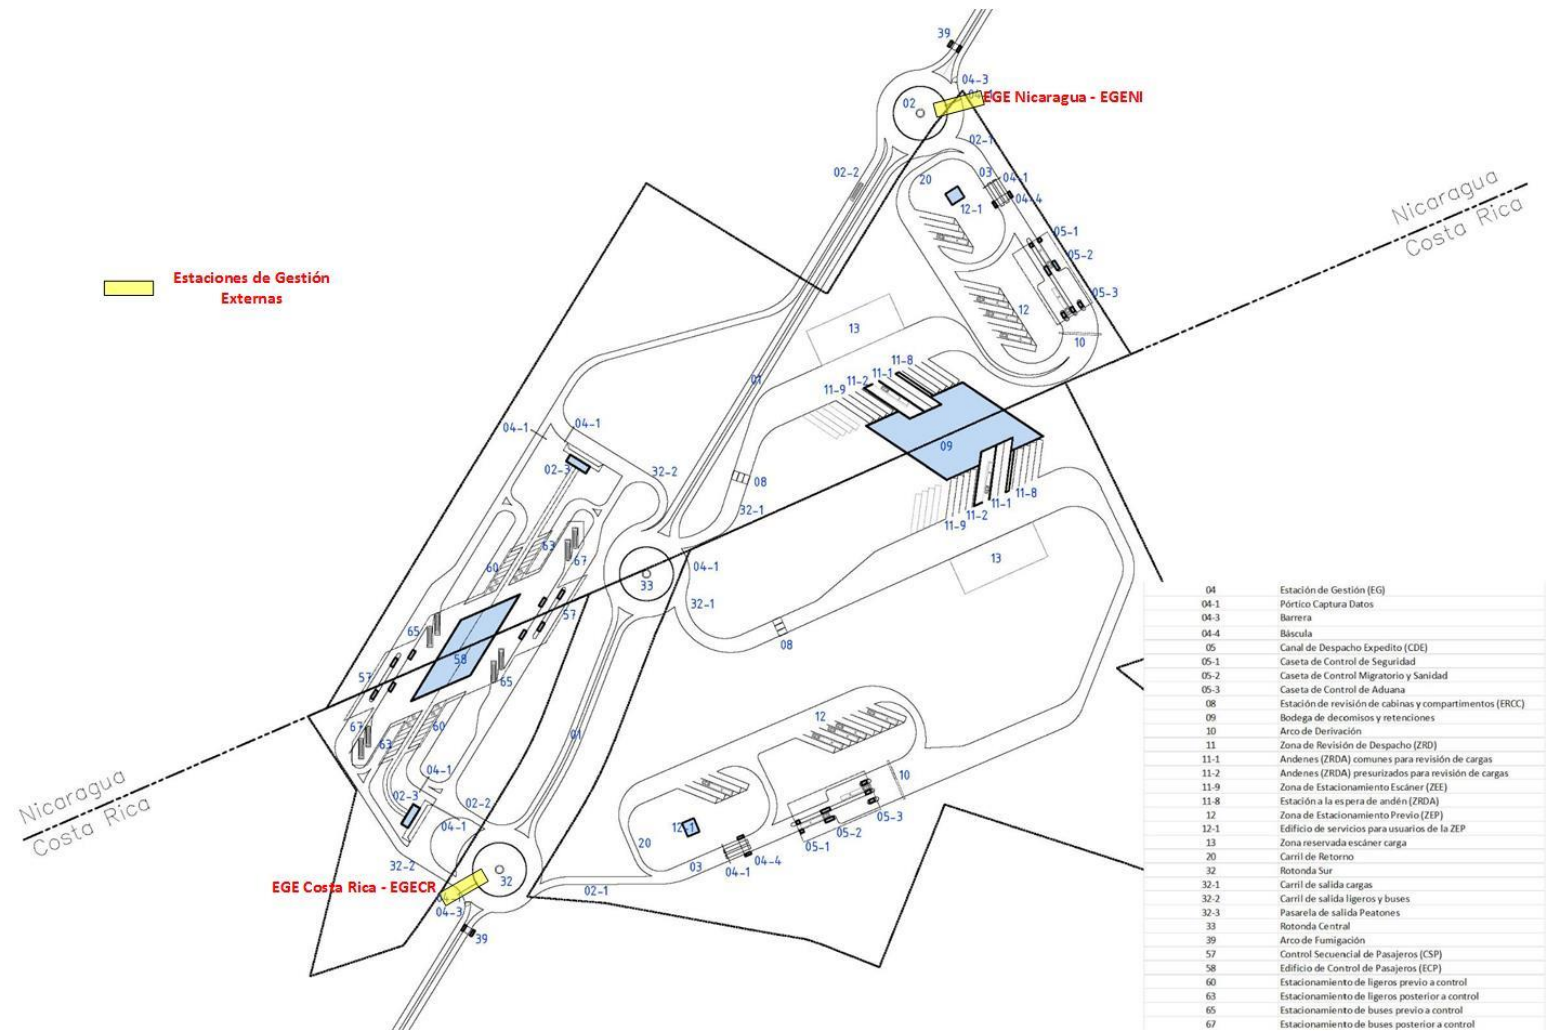 39
04-3
02
EGE Nicaragua - EGENI
02-1
02-2
20
03
04-1
04-4
12-1
Nicaragua
Costa Rica
05-1
05-2
05-3
Estaciones de Gestión
Externas
12
13
10
11-8
11-1
11-2
11-9
01
04-1
04-1
09
02-3
32-2
08
11-8
11-1
11-2
11-9
32-1
63
67
60
13
04-1
33
32-1
57
65
08
58
57
65
12
67
63
60
01
04-1
10
Nicaragua
Costa Rica
02-3
02-2
04-1
12-1
05-3
05-2
05-1
20
04-4
04-1
03
32-2
32
02-1
EGE Costa Rica - EGECR
04-3
39
04 Estación de Gestión (EG)
04-1 Pórtico Captura Datos
04-3 Barrera
04-4 Báscula
05 Canal de Despacho Expedito (CDE)
05-1 Caseta de Control de Seguridad
05-2 Caseta de Control Migratorio y Sanidad
05-3 Caseta de Control de Aduana
08 Estación de revisión de cabinas y compartimentos (ERCC)
09 Bodega de decomisos y retenciones
10 Arco de Derivación
11 Zona de Revisión de Despacho (ZRD)
11-1 Andenes (ZRDA) comunes para revisión de cargas
11-2 Andenes (ZRDA) presurizados para revisión de cargas
11-9 Zona de Estacionamiento Escáner (ZEE)
11-8 Estación a la espera de andén (ZRDA)
12 Zona de Estacionamiento Previo (ZEP)
12-1 Edificio de servicios para usuarios de la ZEP
13 Zona reservada escáner carga
20 Carril de Retorno
32 Rotonda Sur
32-1 Carril de salida cargas
32-2 Carril de salida ligeros y buses
32-3 Pasarela de salida Peatones
33 Rotonda Central
39 Arco de Fumigación
57 Control Secuencial de Pasajeros (CSP)
58 Edificio de Control de Pasajeros (ECP)
60 Estacionamiento de ligeros previo a control
63 Estacionamiento de ligeros posterior a control
65 Estacionamiento de buses previo a control
67 Estacionamiento de buses posterior a control